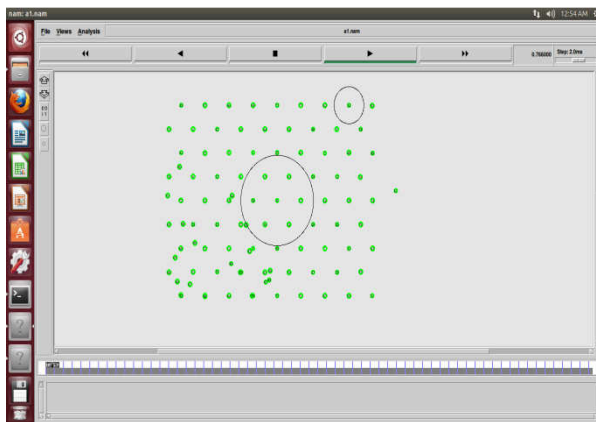 nam: a1.nam
12:54 AM
File Views Analysis
a1.nam
0.766000
Step: 2.0ms